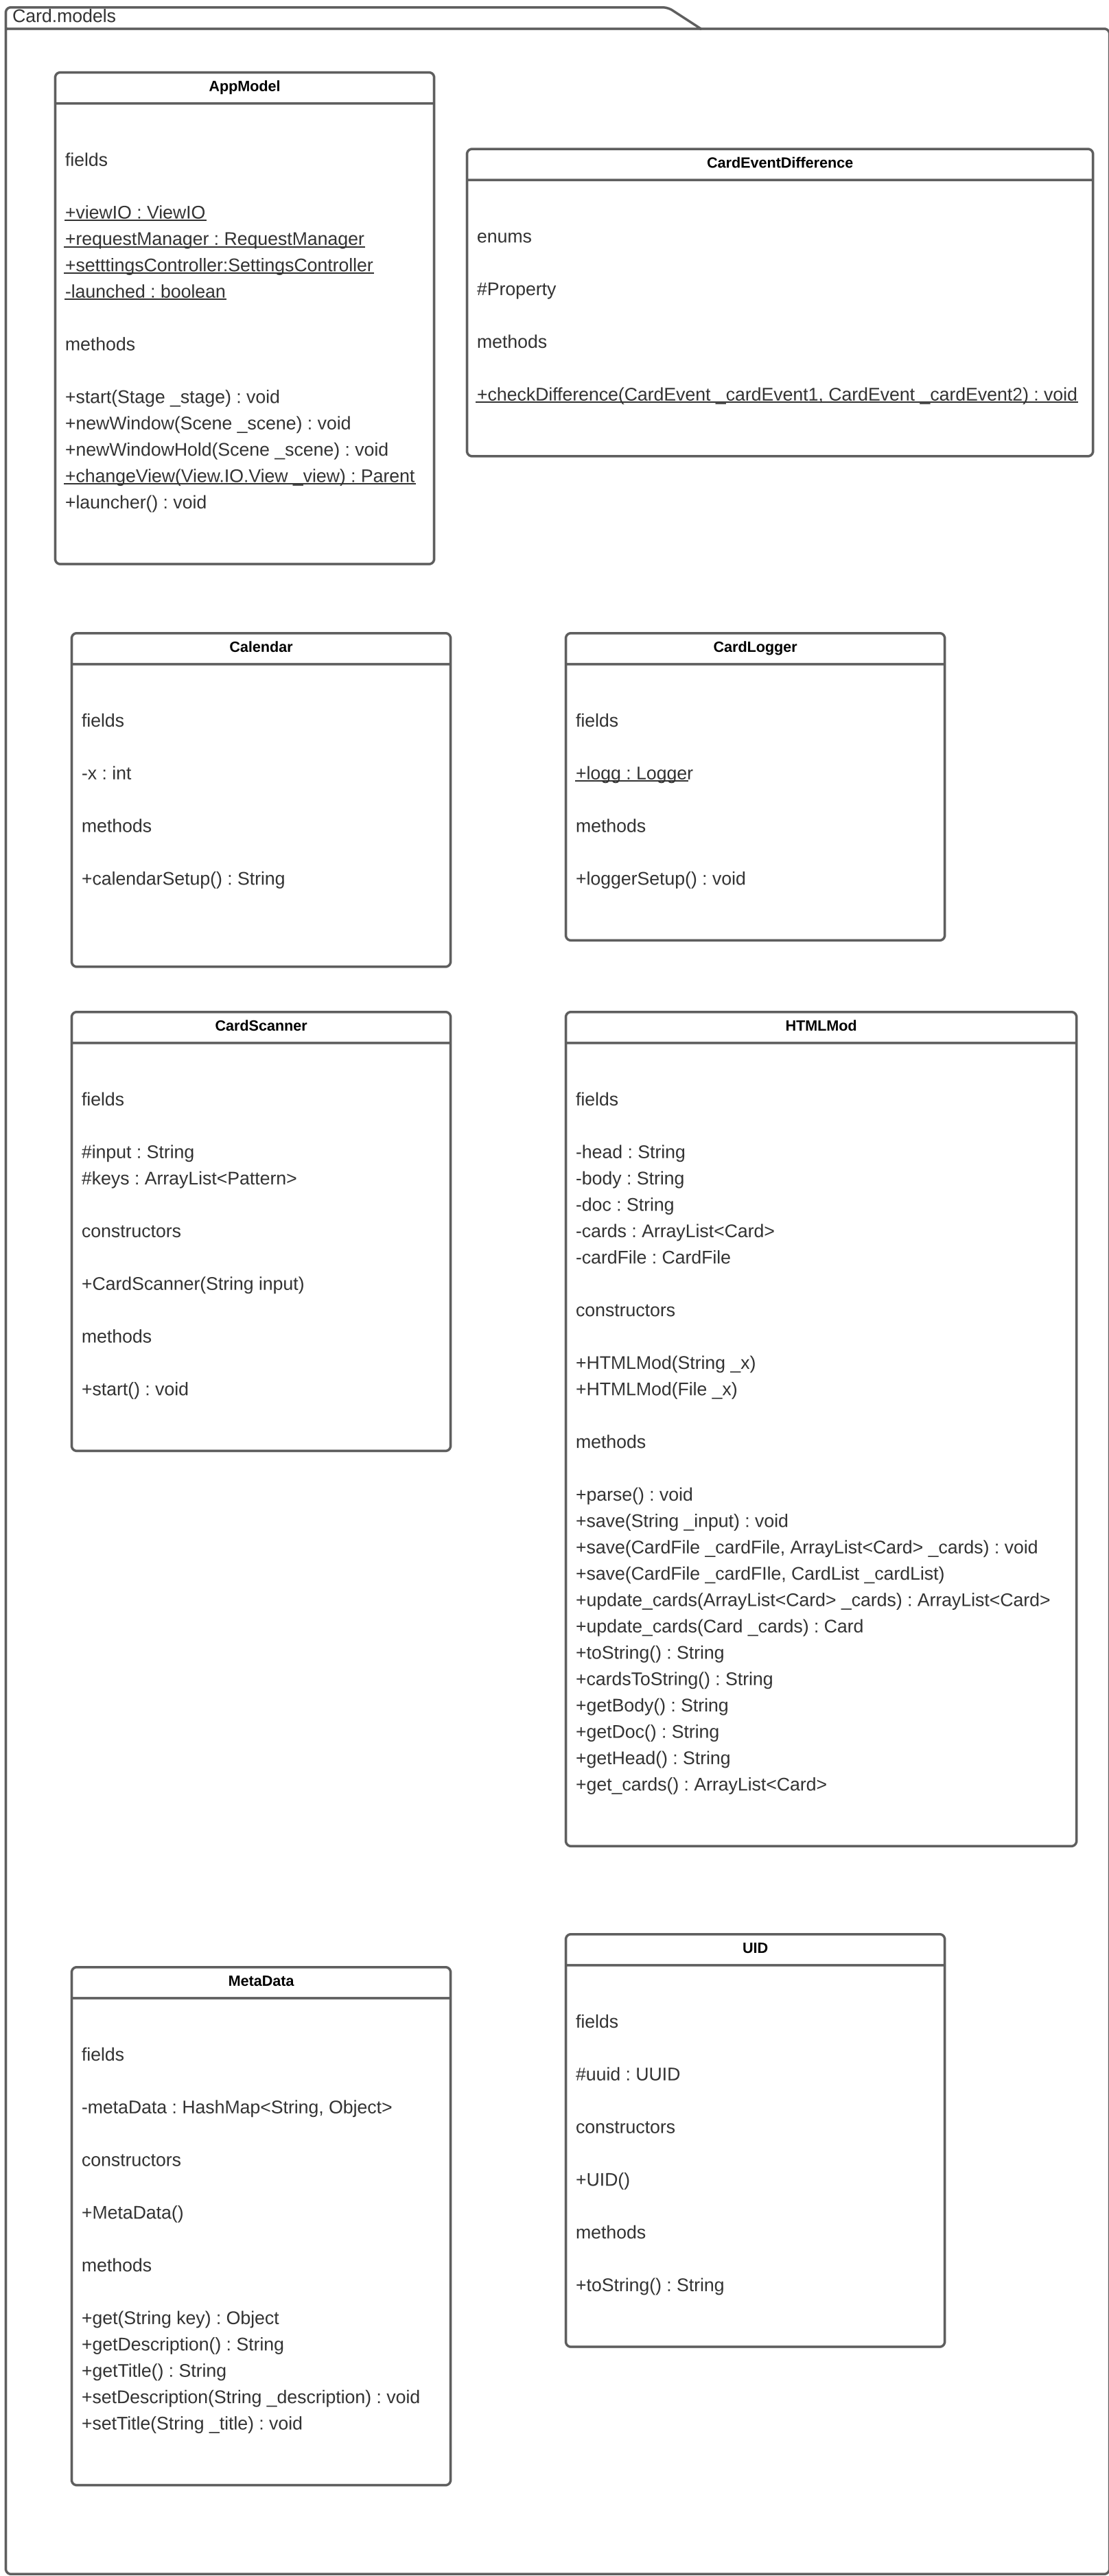 Card.models
AppModel
fields
+viewIO : ViewIO
+requestManager : RequestManager
+setttingsController:SettingsController
-launched : boolean
methods
+start(Stage _stage) : void
+newWindow(Scene _scene) : void
+newWindowHold(Scene _scene) : void
+changeView(View.IO.View _view) : Parent
+launcher() : void
CardEventDifference
enums
#Property
methods
+checkDifference(CardEvent _cardEvent1, CardEvent _cardEvent2) : void
Calendar
fields
-x : int
methods
+calendarSetup() : String
CardLogger
fields
+logg : Logger
methods
+loggerSetup() : void
CardScanner
fields
#input : String
#keys : ArrayList<Pattern>
constructors
+CardScanner(String input)
methods
+start() : void
HTMLMod
fields
-head : String
-body : String
-doc : String
-cards : ArrayList<Card>
-cardFile : CardFile
constructors
+HTMLMod(String _x)
+HTMLMod(File _x)
methods
+parse() : void
+save(String _input) : void
+save(CardFile _cardFile, ArrayList<Card> _cards) : void
+save(CardFile _cardFIle, CardList _cardList)
+update_cards(ArrayList<Card> _cards) : ArrayList<Card>
+update_cards(Card _cards) : Card
+toString() : String
+cardsToString() : String
+getBody() : String
+getDoc() : String
+getHead() : String
+get_cards() : ArrayList<Card>
MetaData
fields
-metaData : HashMap<String, Object>
constructors
+MetaData()
methods
+get(String key) : Object
+getDescription() : String
+getTitle() : String
+setDescription(String _description) : void
+setTitle(String _title) : void
UID
fields
#uuid : UUID
constructors
+UID()
methods
+toString() : String